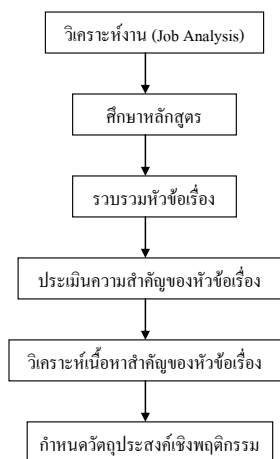 วิเคราะห์งาน (Job Analysis)
ศึกษาหลักสูตร
รวบรวมหัวข้อเรื่อง
ประเมินความสำคัญของหัวข้อเรื่อง
วิเคราะห์เนื้อหาสำคัญของหัวข้อเรื่อง
กำหนดวัตถุประสงค์เชิงพฤติกรรม